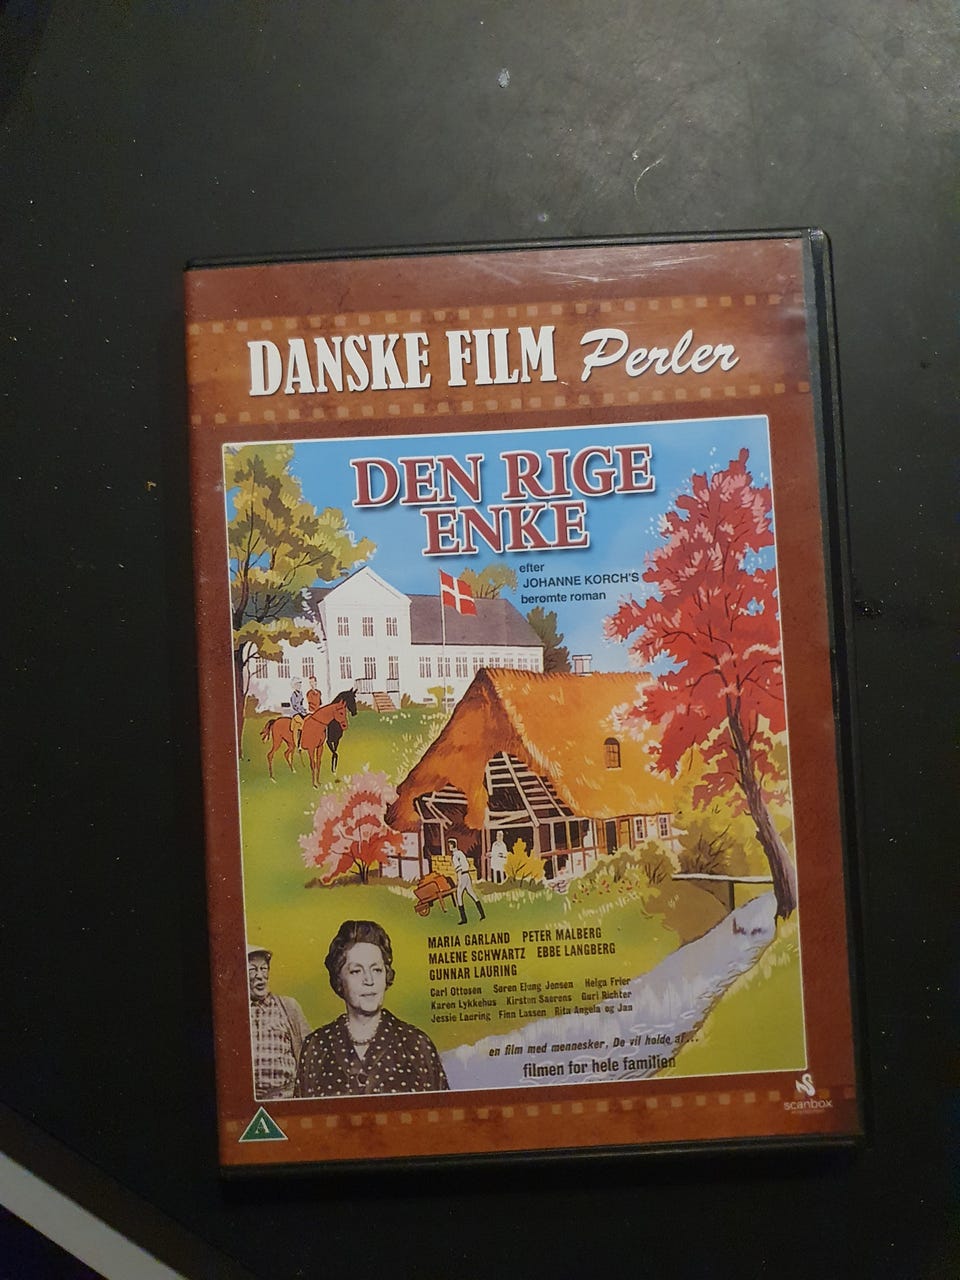 DANSKE FILM Perler
DEN RIGE
ENKE
efter
JOHANNE KORCH'S
berømte roman
MARIA GARLAND PETER MALBERG
MALENE SCHWARTZ EBBE LANGBERG
GUNNAR LAURING
Carl Ottosen Søren Elung Jensen Helga Frier
Karen Lykkehus Kirsten Saerens Guri Richter
Jessie Lauring Finn Lassen Rita Angela og Jan
en film med mennesker, De vil holde af...
filmen for hele familien
A
scanbox